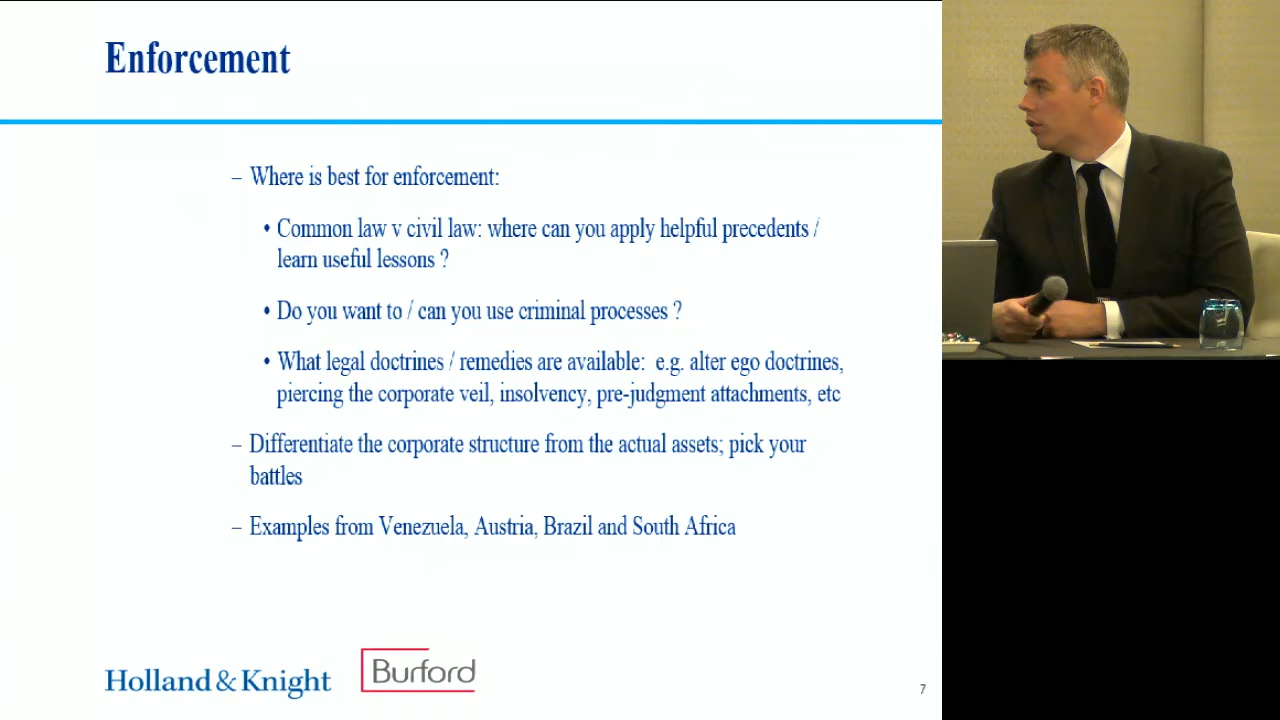 Enforcement
– Where is best for enforcement:
• Common law v civil law: where can you apply helpful precedents /
learn useful lessons ?
• Do you want to / can you use criminal processes ?
• What legal doctrines / remedies are available:  e.g. alter ego doctrines,
piercing the corporate veil, insolvency, pre-judgment attachments, etc
– Differentiate the corporate structure from the actual assets; pick your
battles
– Examples from Venezuela, Austria, Brazil and South Africa
Holland & Knight
Burford
7